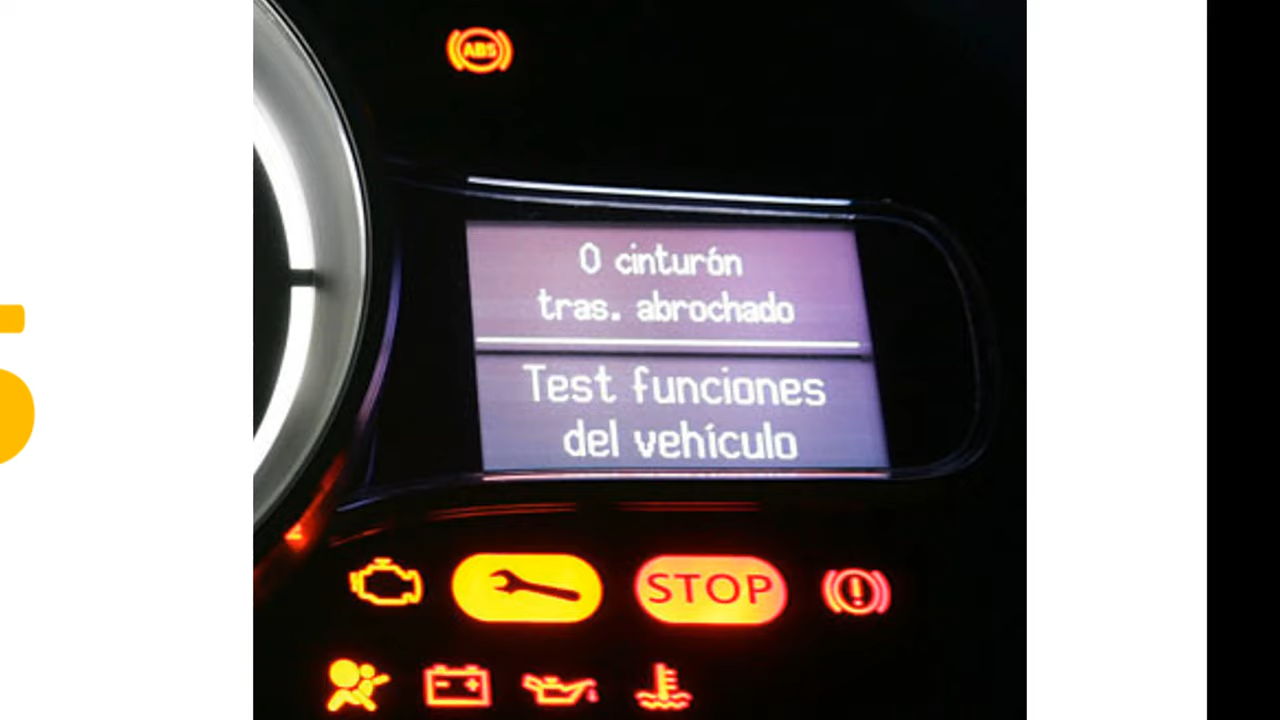 ABS
0 cinturón
tras. abrochado
Test funciones
del vehículo
STOP